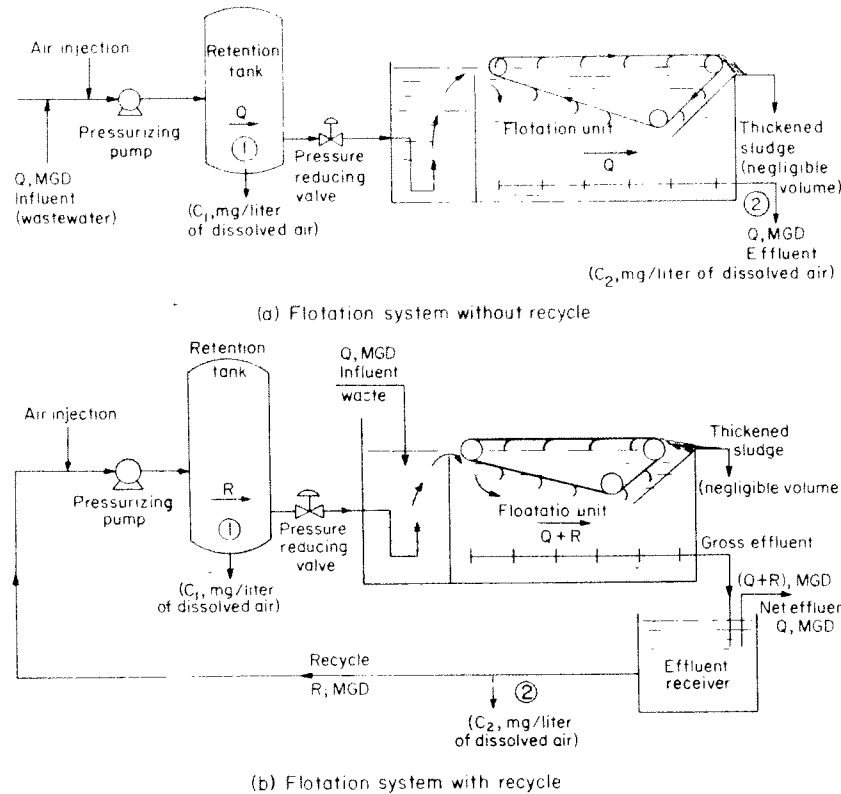 Air injection
Retention
tank
Q
①
Pressurizing
pump
Q, MGD
Influent
(wastewater)
(C₁, mg/liter
of dissolved air)
Pressure
reducing
valve
Flotation unit
Q
Thickened
sludge
(negligible
volume)
②
Q, MGD
Effluent
(C₂, mg/liter of dissolved air)
(a) Flotation system without recycle
Retention
tank
Q, MGD
Influent
waste
Air injection
Pressurizing
pump
R
①
Pressure
reducing
valve
(C₁, mg/liter
of dissolved air)
Floatatio unit
Q + R
Thickened
sludge
(negligible volume
Gross effluent
(Q+R), MGD
Net effluer
Q, MGD
Effluent
receiver
Recycle
R, MGD
②
(C₂, mg/liter
of dissolved air)
(b) Flotation system with recycle